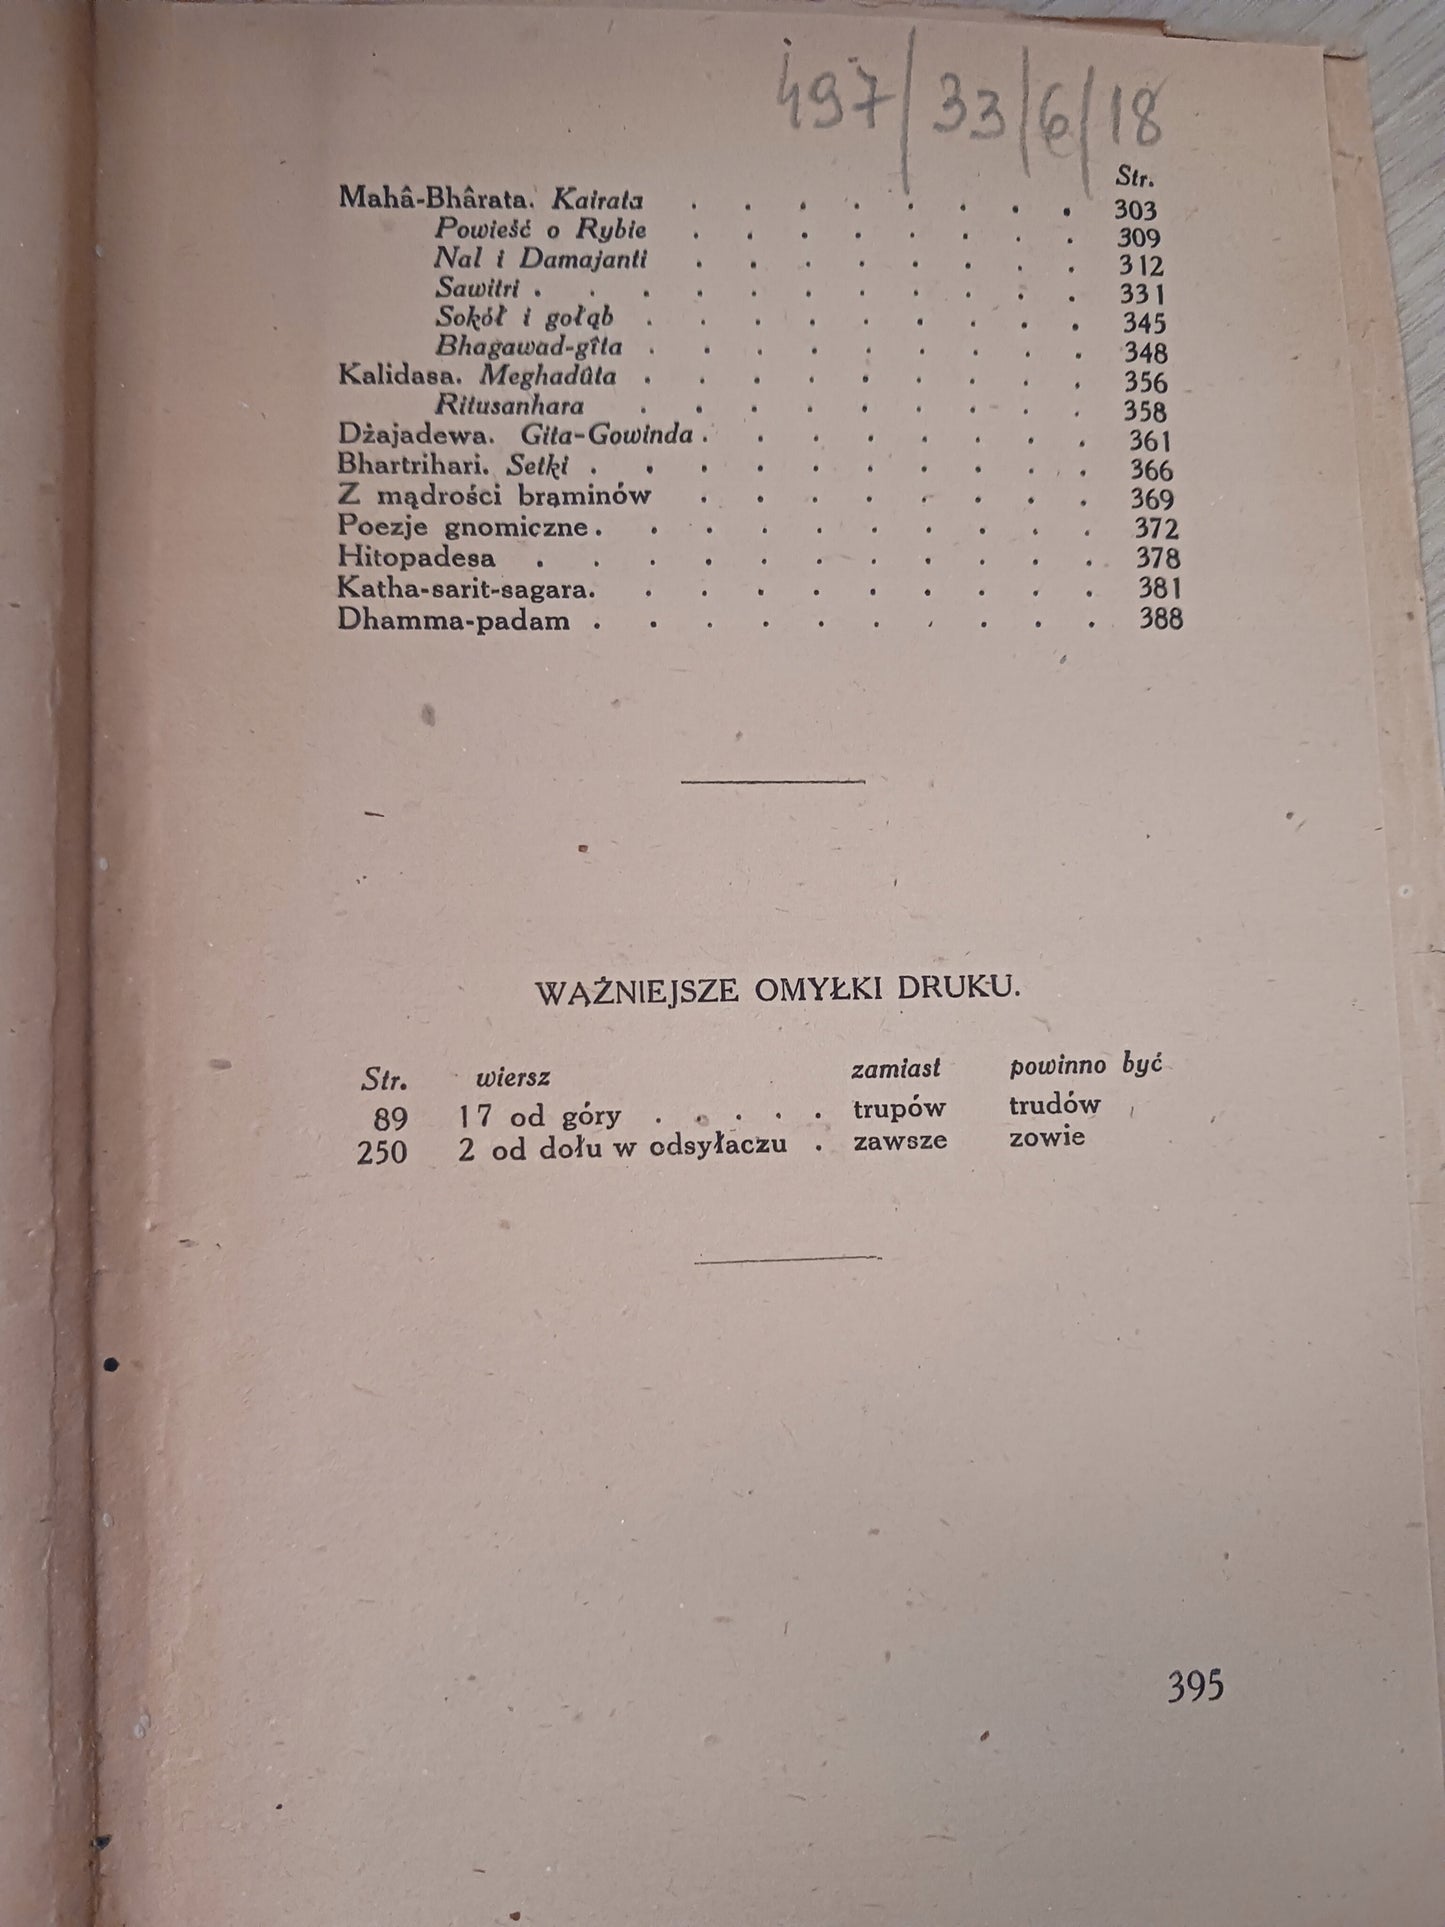 497/33/6/18
Str.
Mahâ-Bhârata. Kairata . . . . . . . . 303
Powieść o Rybie . . . . . . . . 309
Nal i Damajanti . . . . . . . . 312
Sawitri . . . . . . . . . . . 331
Sokół i gołąb . . . . . . . . . 345
Bhagawad-gîta . . . . . . . . . 348
Kalidasa. Meghadûta . . . . . . . . . 356
Ritusanhara . . . . . . . . . 358
Dżajadewa. Gita-Gowinda . . . . . . . . 361
Bhartrihari. Setki . . . . . . . . . . 366
Z mądrości braminów . . . . . . . . 369
Poezje gnomiczne . . . . . . . . . . 372
Hitopadesa . . . . . . . . . . . 378
Katha-sarit-sagara. . . . . . . . . . 381
Dhamma-padam . . . . . . . . . . 388
WAŻNIEJSZE OMYŁKI DRUKU.
Str. wiersz zamiast powinno być
89 17 od góry . . . . . trupów trudów
250 2 od dołu w odsyłaczu . zawsze zowie
395